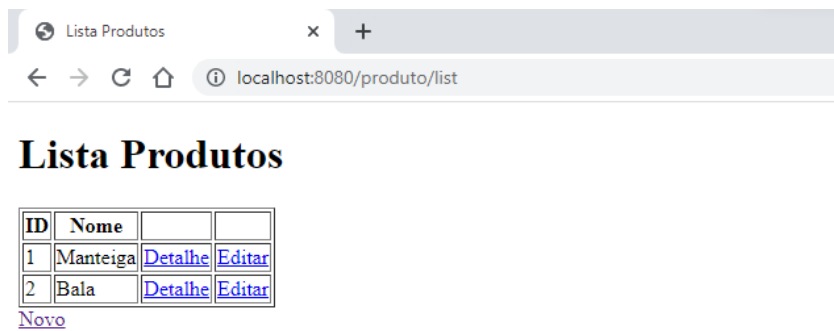 Lista Produtos
localhost:8080/produto/list
Lista Produtos
ID Nome
1 Manteiga Detalhe Editar
2 Bala Detalhe Editar
Novo